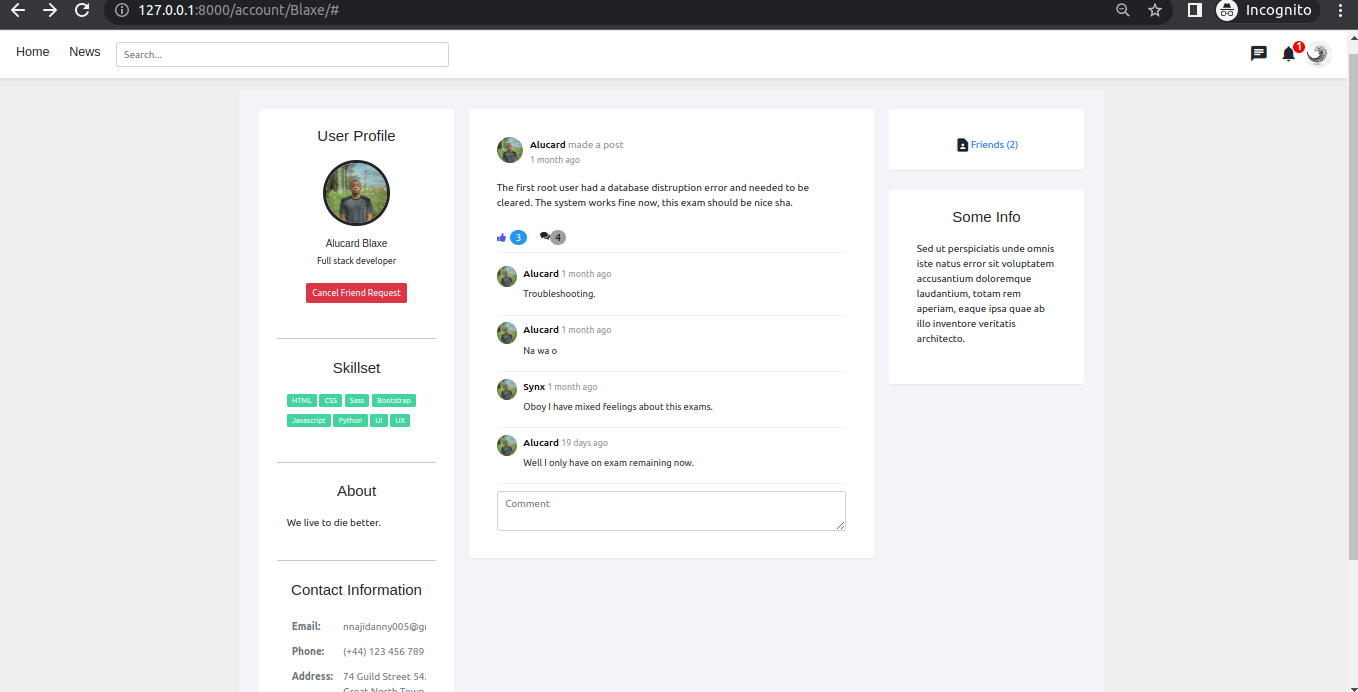 127.0.0.1:8000/account/Blaxe/#
Incognito
Home
News
Search...
1
User Profile
Alucard Blaxe
Full stack developer
Cancel Friend Request
Skillset
HTML CSS Sass Bootstrap
Javascript Python UI UX
About
We live to die better.
Contact Information
Email: nnajidanny005@g
Phone: (+44) 123 456 789
Address: 74 Guild Street 542
Great North Town
Alucard made a post
1 month ago
The first root user had a database distruption error and needed to be
cleared. The system works fine now, this exam should be nice sha.
3 4
Alucard 1 month ago
Troubleshooting.
Alucard 1 month ago
Na wa o
Synx 1 month ago
Oboy I have mixed feelings about this exams.
Alucard 19 days ago
Well I only have on exam remaining now.
Comment
Friends (2)
Some Info
Sed ut perspiciatis unde omnis
iste natus error sit voluptatem
accusantium doloremque
laudantium, totam rem
aperiam, eaque ipsa quae ab
illo inventore veritatis
architecto.